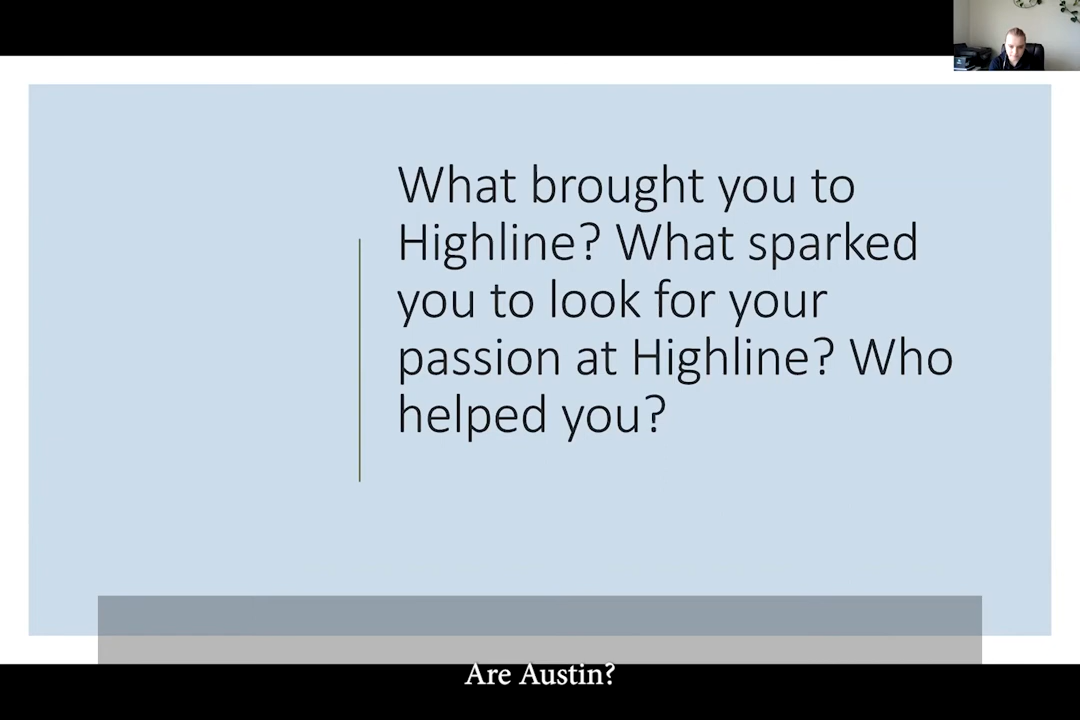 What brought you to
Highline? What sparked
you to look for your
passion at Highline? Who
helped you?
Are Austin?